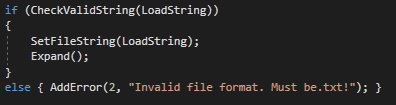 if (CheckValidString(LoadString))
{
SetFileString(LoadString);
Expand();
}
else { AddError(2, "Invalid file format. Must be.txt!"); }